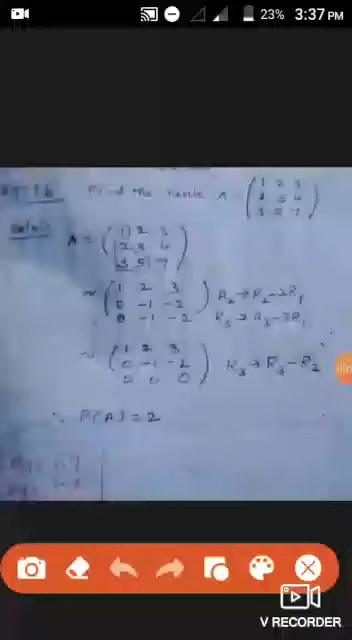 23% 3:37 PM
Find the rank A = (1 2 3
2 3 4
3 5 7)
A = (1 2 3
2 3 4
3 5 7)
~ (1 2 3
0 -1 -2
0 -1 -2) R₂→R₂-2R₁
R₃→R₃-3R₁
~ (1 2 3
0 -1 -2
0 0 0) R₃→R₃-R₂
∴ P(A) = 2
V RECORDER